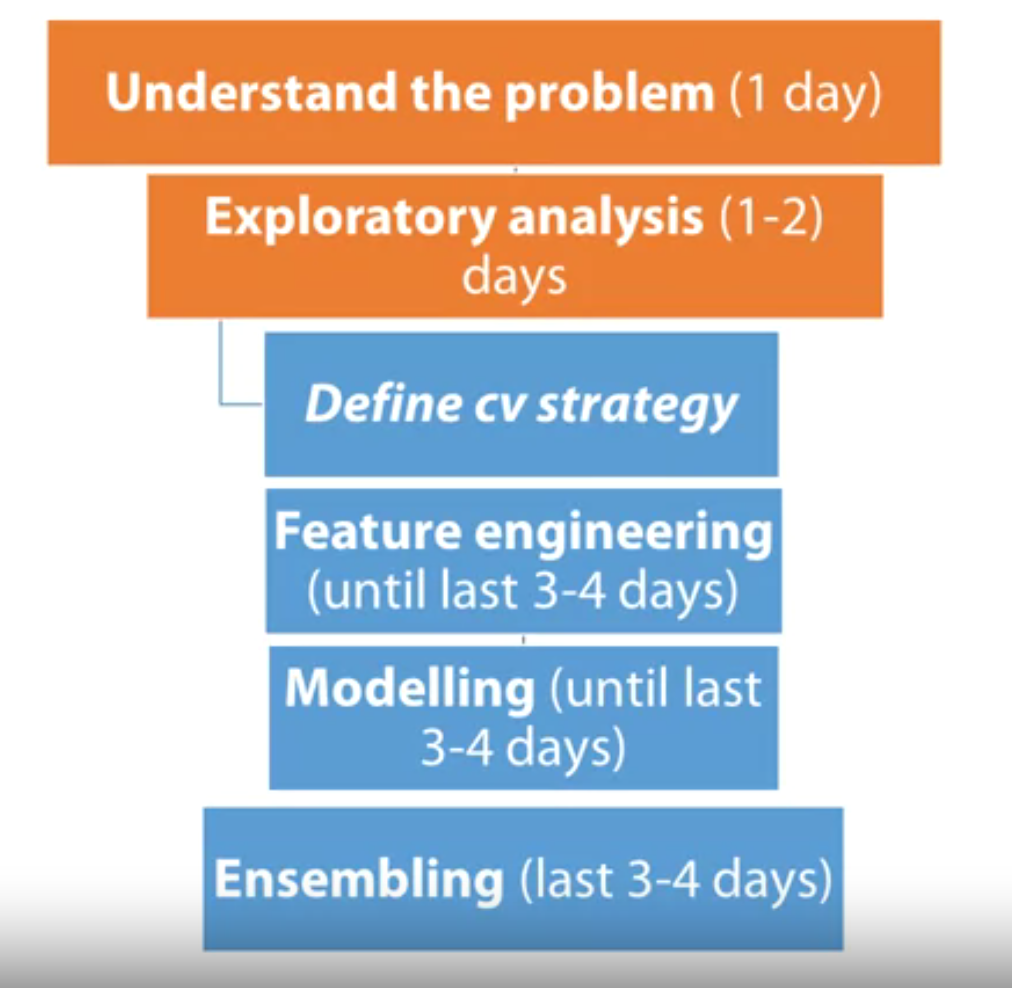 Understand the problem (1 day)
Exploratory analysis (1-2)
days
Define cv strategy
Feature engineering
(until last 3-4 days)
Modelling (until last
3-4 days)
Ensembling (last 3-4 days)